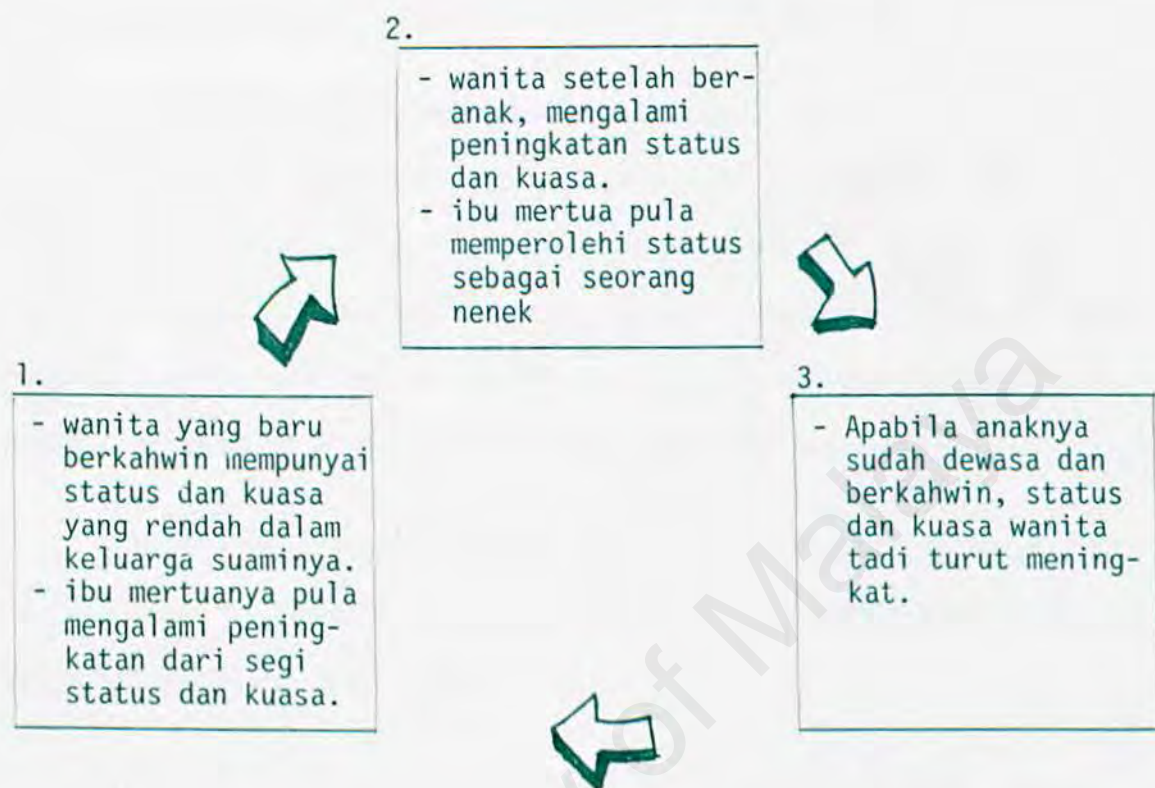 2.
- wanita setelah ber-
anak, mengalami
peningkatan status
dan kuasa.
- ibu mertua pula
memperolehi status
sebagai seorang
nenek
1.
- wanita yang baru
berkahwin mempunyai
status dan kuasa
yang rendah dalam
keluarga suaminya.
- ibu mertuanya pula
mengalami pening-
katan dari segi
status dan kuasa.
3.
- Apabila anaknya
sudah dewasa dan
berkahwin, status
dan kuasa wanita
tadi turut mening-
kat.
of Malaya